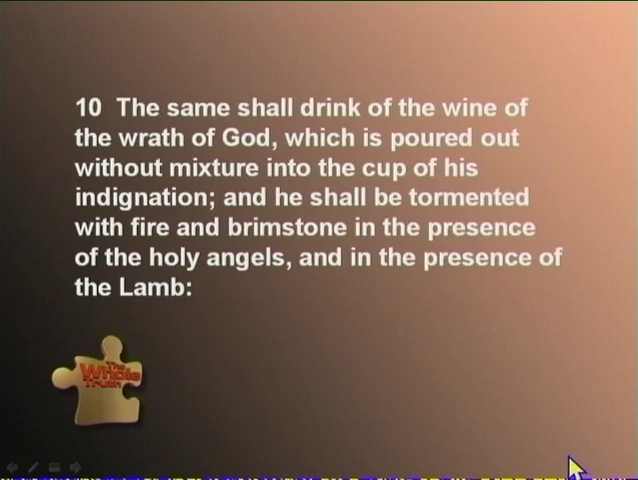 10 The same shall drink of the wine of
the wrath of God, which is poured out
without mixture into the cup of his
indignation; and he shall be tormented
with fire and brimstone in the presence
of the holy angels, and in the presence of
the Lamb:
The
Whole
Truth